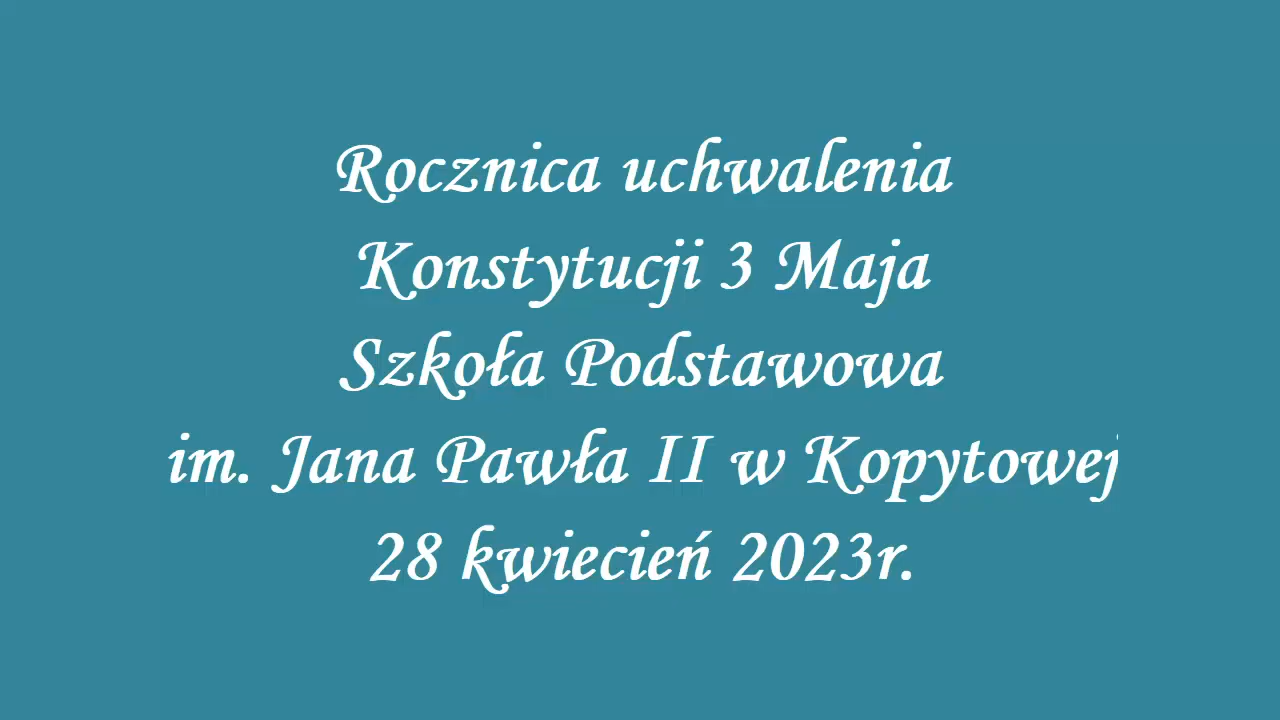 Rocznica uchwalenia
Konstytucji 3 Maja
Szkoła Podstawowa
im. Jana Pawła II w Kopytowej
28 kwiecień 2023r.